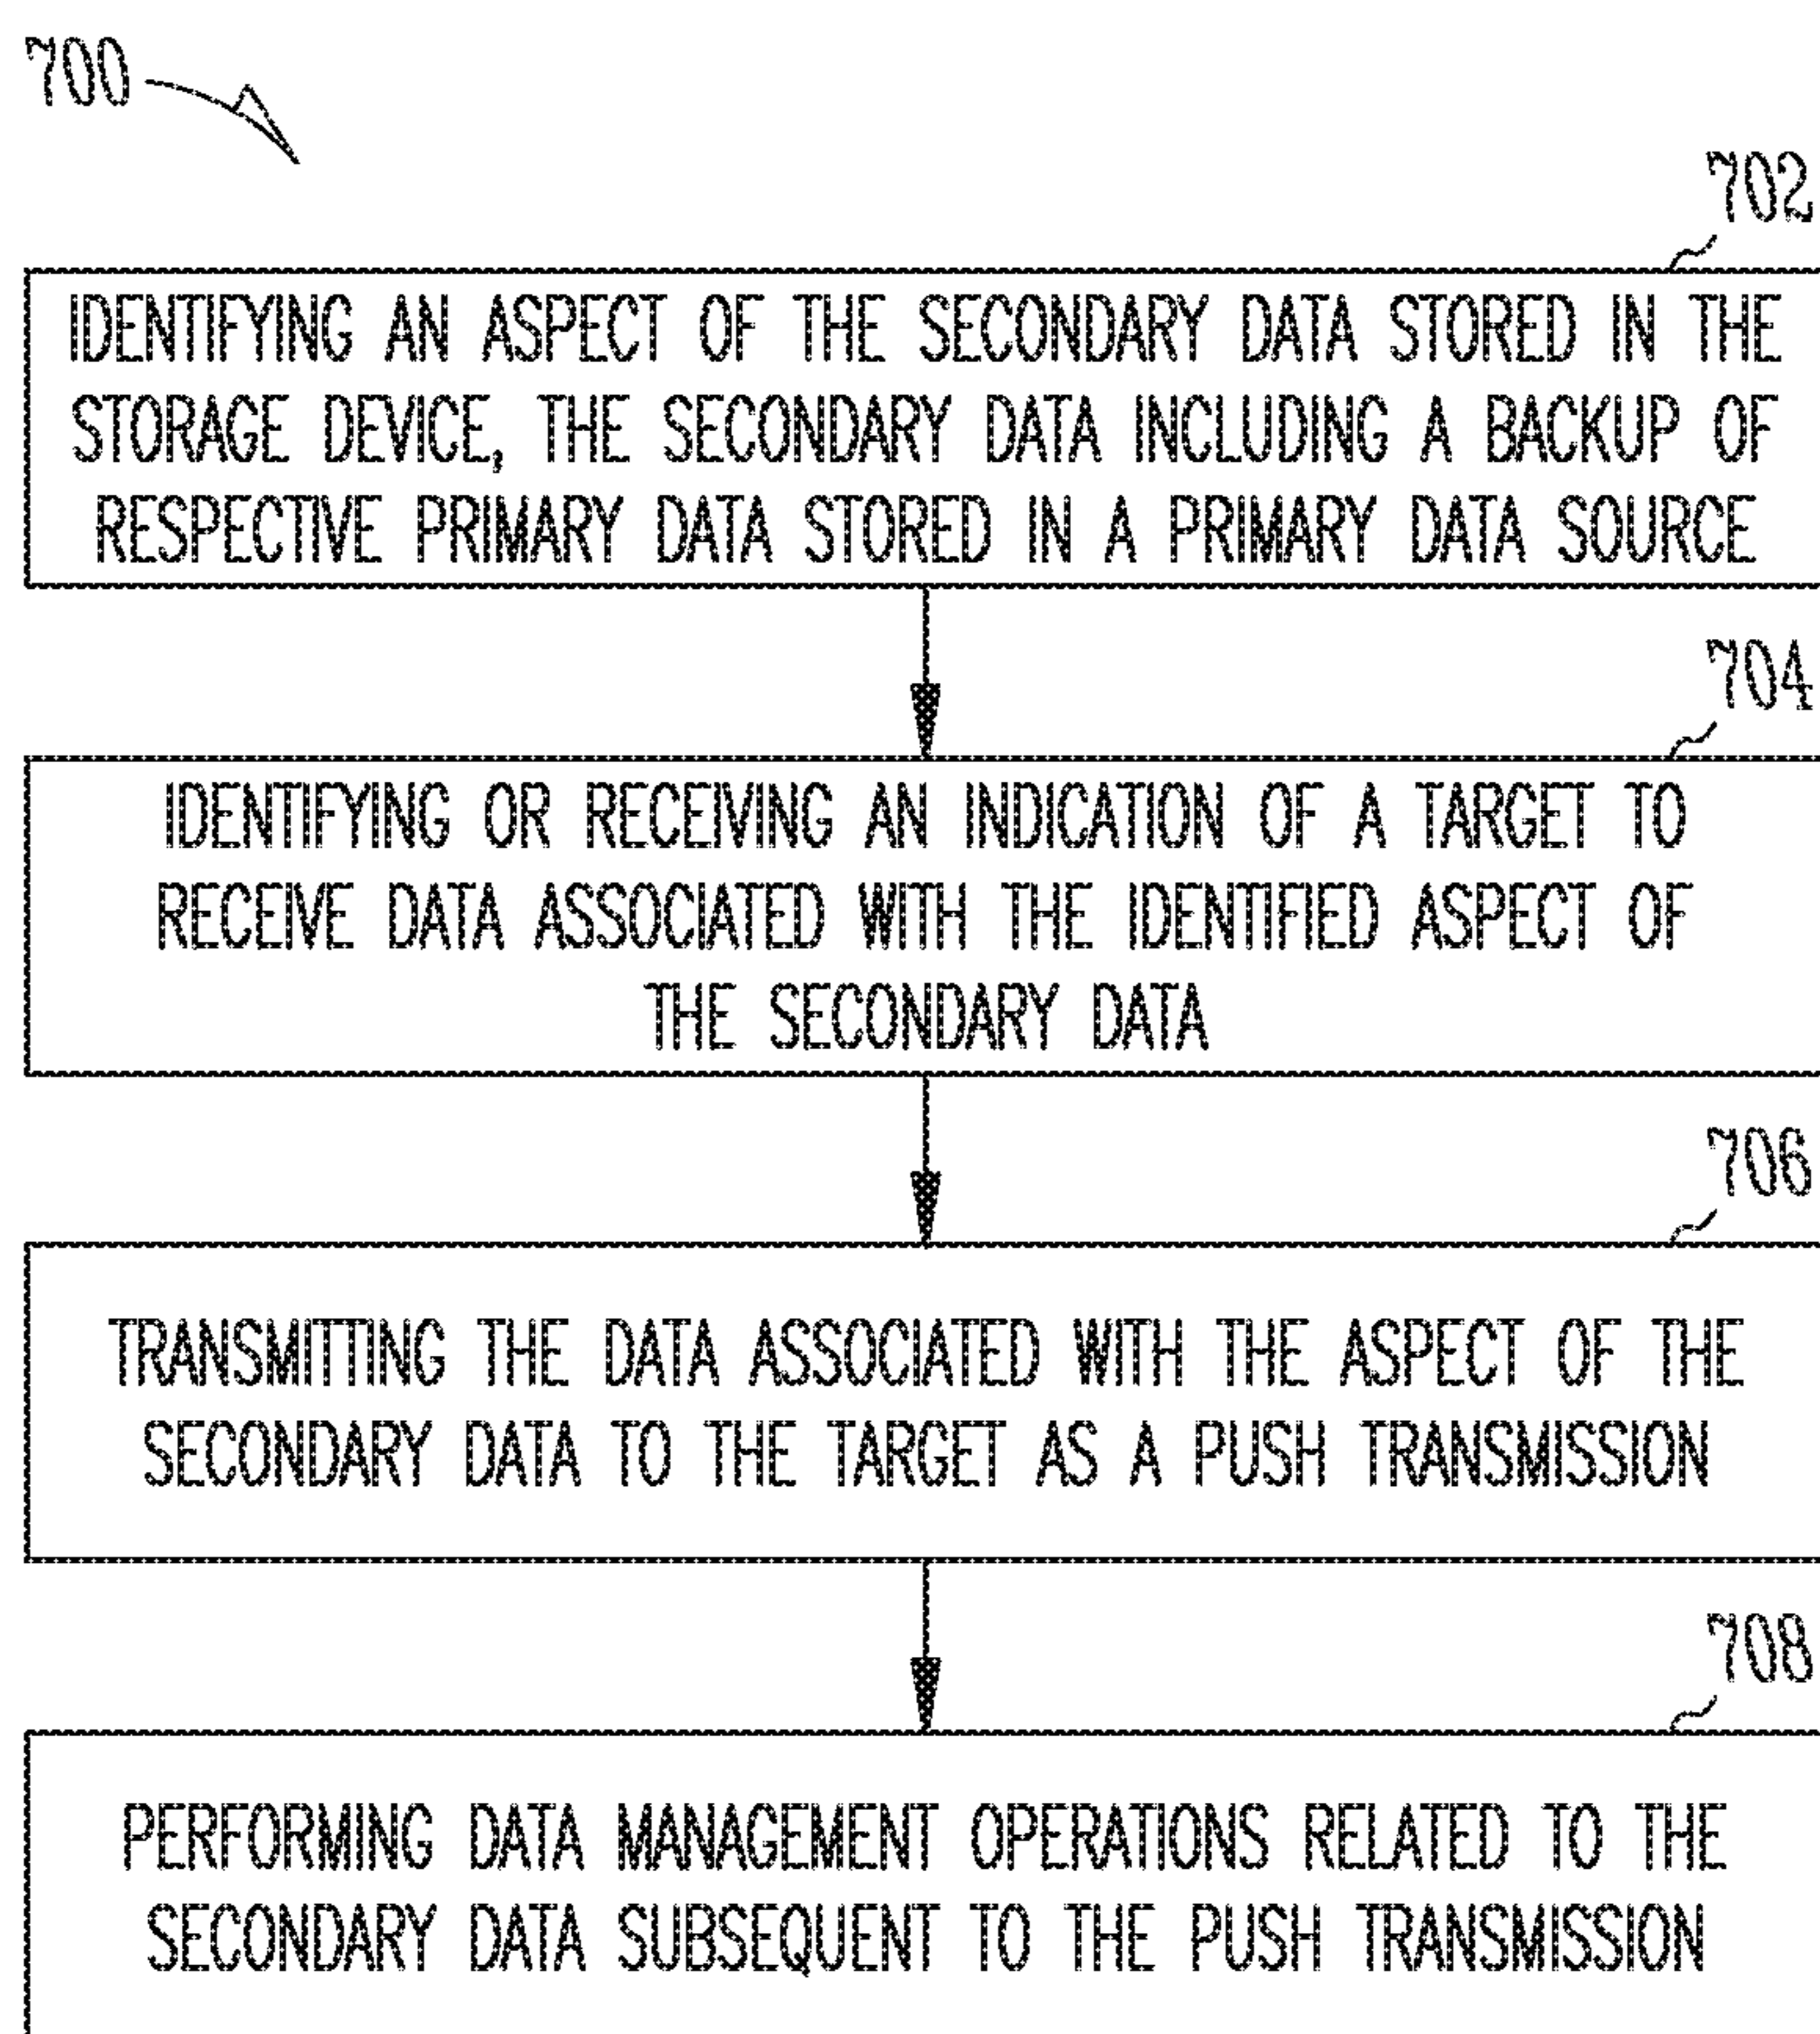 700
702
IDENTIFYING AN ASPECT OF THE SECONDARY DATA STORED IN THE
STORAGE DEVICE, THE SECONDARY DATA INCLUDING A BACKUP OF
RESPECTIVE PRIMARY DATA STORED IN A PRIMARY DATA SOURCE
704
IDENTIFYING OR RECEIVING AN INDICATION OF A TARGET TO
RECEIVE DATA ASSOCIATED WITH THE IDENTIFIED ASPECT OF
THE SECONDARY DATA
706
TRANSMITTING THE DATA ASSOCIATED WITH THE ASPECT OF THE
SECONDARY DATA TO THE TARGET AS A PUSH TRANSMISSION
708
PERFORMING DATA MANAGEMENT OPERATIONS RELATED TO THE
SECONDARY DATA SUBSEQUENT TO THE PUSH TRANSMISSION